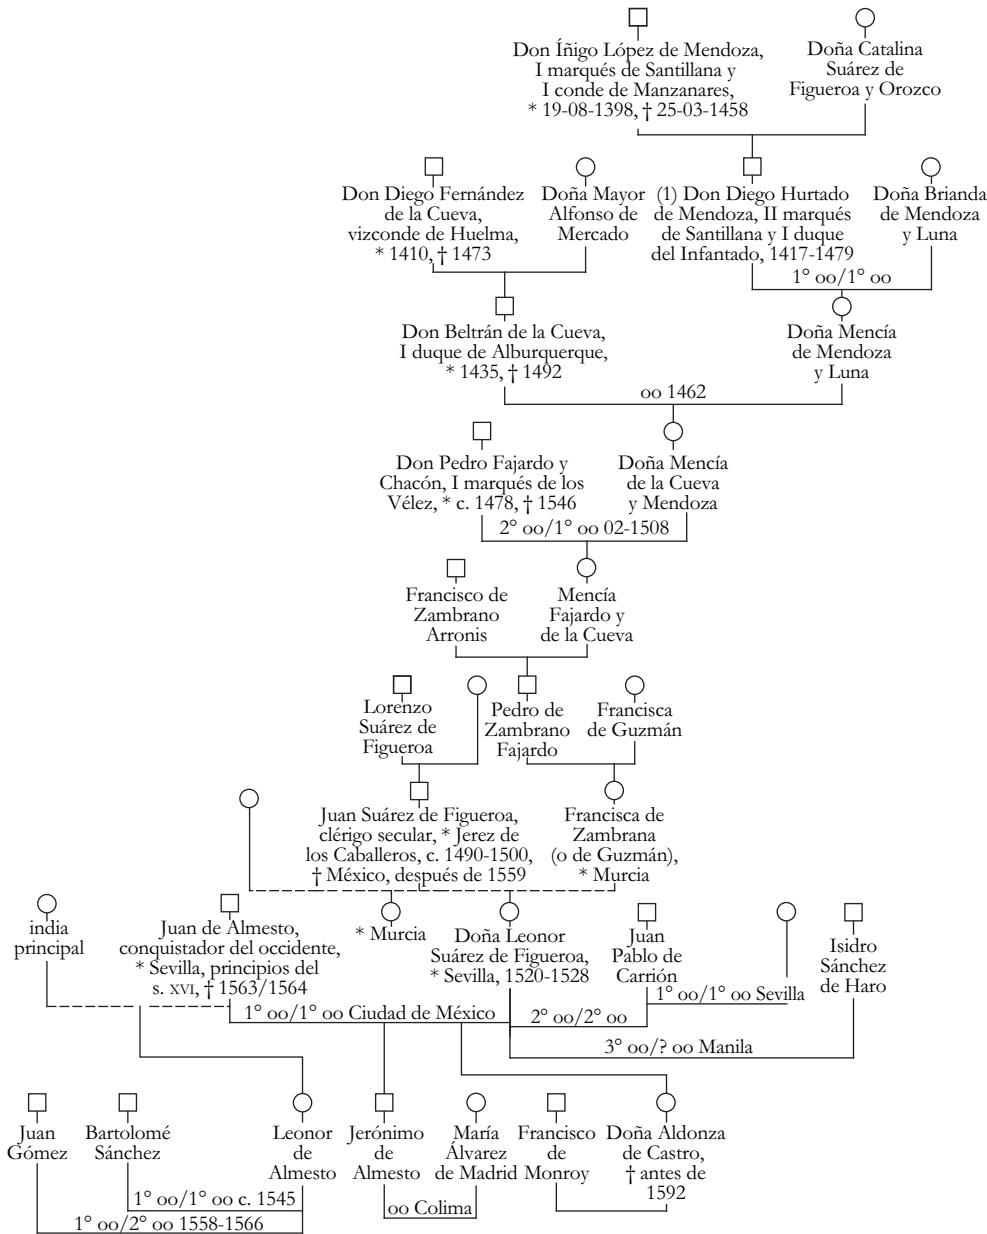 Don Íñigo López de Mendoza,
I marqués de Santillana y
I conde de Manzanares,
* 19-08-1398, † 25-03-1458
Doña Catalina
Suárez de
Figueroa y Orozco
Don Diego Fernández
de la Cueva,
vizconde de Huelma,
* 1410, † 1473
Doña Mayor
Alfonso de
Mercado
(1) Don Diego Hurtado
de Mendoza, II marqués
de Santillana y I duque
del Infantado, 1417-1479
Doña Brianda
de Mendoza
y Luna
1° oo/1° oo
Don Beltrán de la Cueva,
I duque de Alburquerque,
* 1435, † 1492
Doña Mencía
de Mendoza
y Luna
oo 1462
Don Pedro Fajardo y
Chacón, I marqués de los
Vélez, * c. 1478, † 1546
Doña Mencía
de la Cueva
y Mendoza
2° oo/1° oo 02-1508
Francisco de
Zambrano
Arronis
Mencía
Fajardo y
de la Cueva
Lorenzo
Suárez de
Figueroa
Pedro de
Zambrano
Fajardo
Francisca
de Guzmán
Juan Suárez de Figueroa,
clérigo secular, * Jerez de
los Caballeros, c. 1490-1500,
† México, después de 1559
Francisca de
Zambrana
(o de Guzmán),
* Murcia
india
principal
Juan de Almesto,
conquistador del occidente,
* Sevilla, principios del
s. XVI, † 1563/1564
* Murcia
Doña Leonor
Suárez de Figueroa,
* Sevilla, 1520-1528
Juan
Pablo de
Carrión
Isidro
Sánchez
de Haro
1° oo/1° oo Sevilla
1° oo/1° oo Ciudad de México
2° oo/2° oo
3° oo/? oo Manila
Juan
Gómez
Bartolomé
Sánchez
Leonor
de
Almesto
Jerónimo
de
Almesto
María
Álvarez
de Madrid
Francisco
de
Monroy
Doña Aldonza
de Castro,
† antes de
1592
1° oo/1° oo c. 1545
oo Colima
1° oo/2° oo 1558-1566